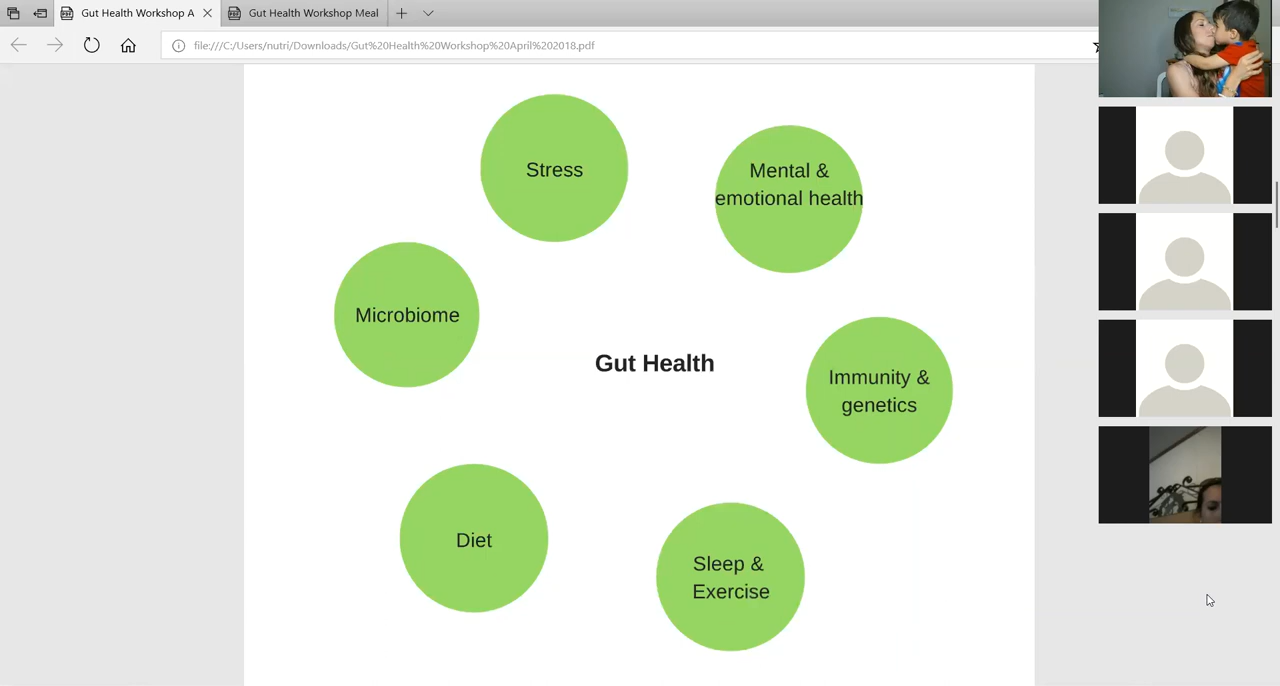 Gut Health Workshop A
Gut Health Workshop Meal
file:///C:/Users/nutri/Downloads/Gut%20Health%20Workshop%20April%202018.pdf
Stress
Mental &
emotional health
Microbiome
Gut Health
Immunity &
genetics
Diet
Sleep &
Exercise